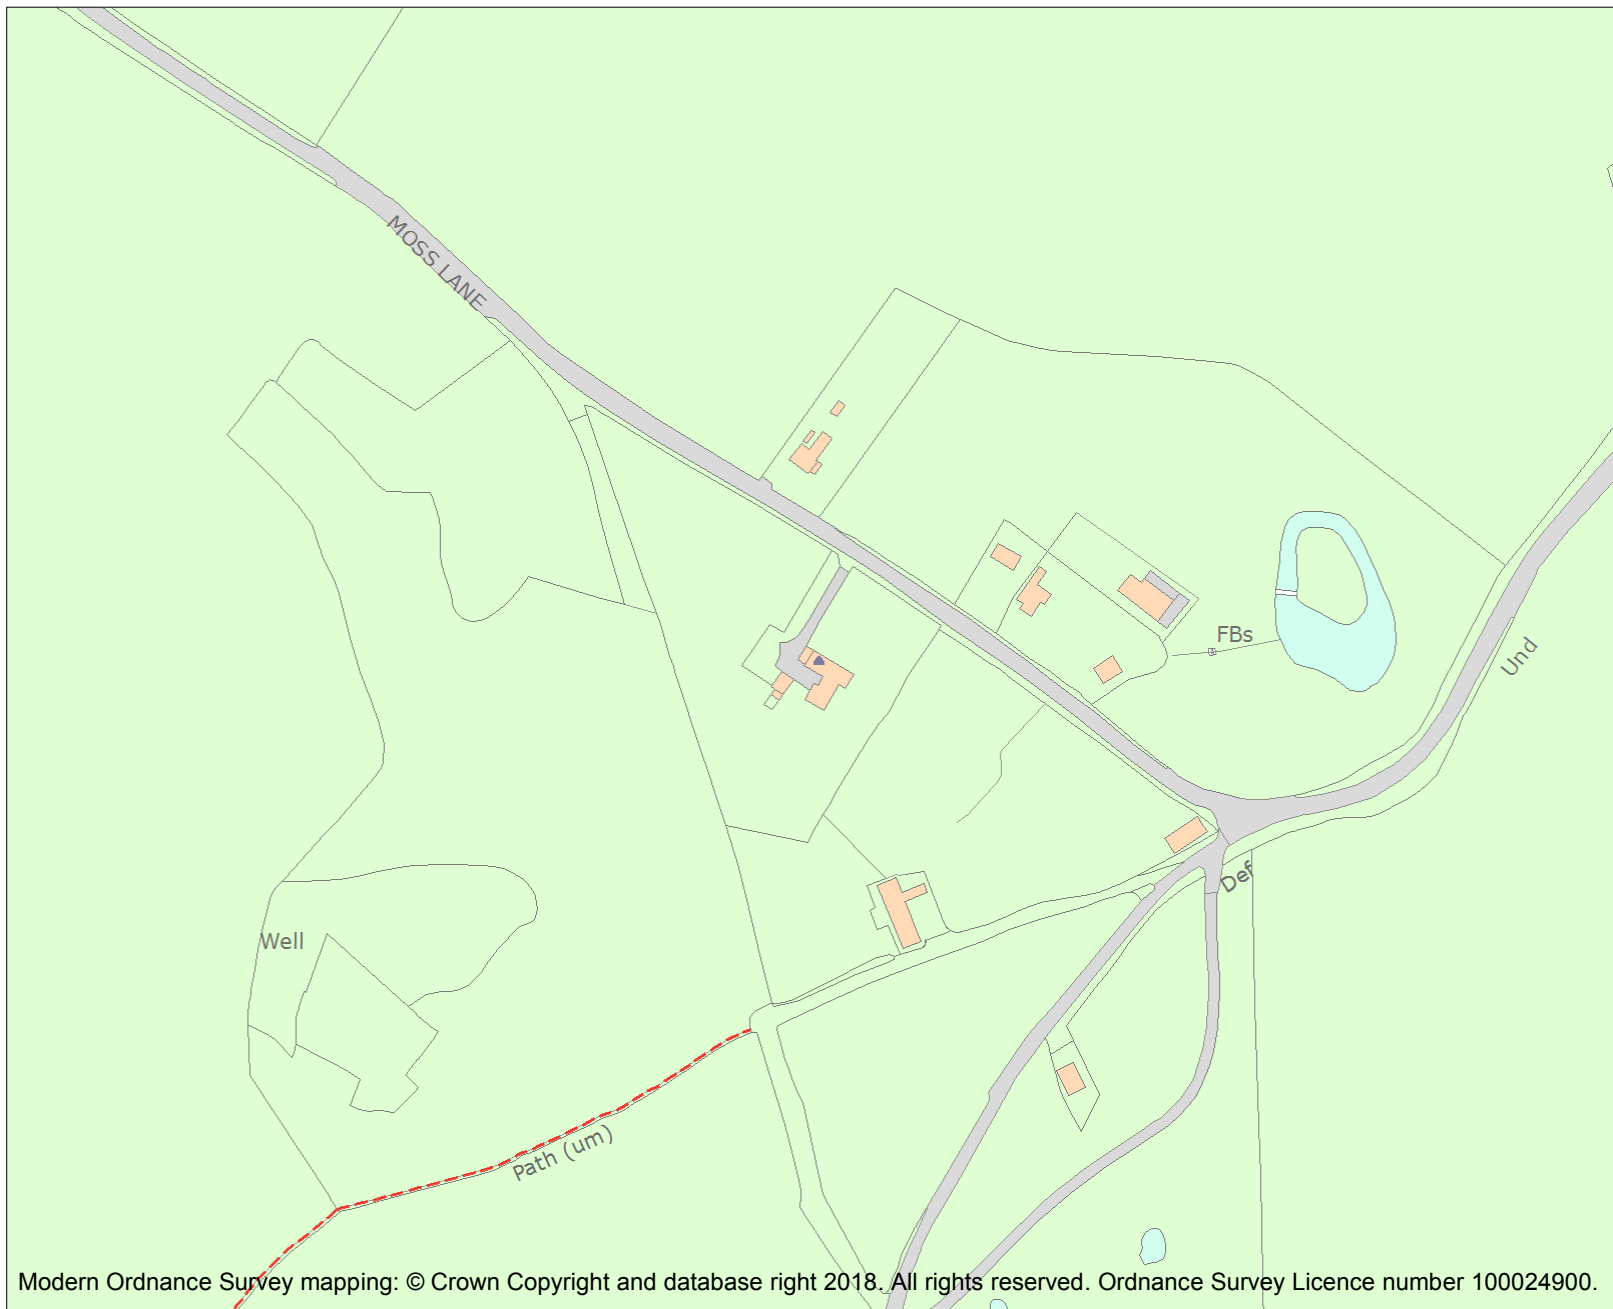 MOSS LANE
FBs
Und
Def
Well
Path (um)
Modern Ordnance Survey mapping: © Crown Copyright and database right 2018. All rights reserved. Ordnance Survey Licence number 100024900.